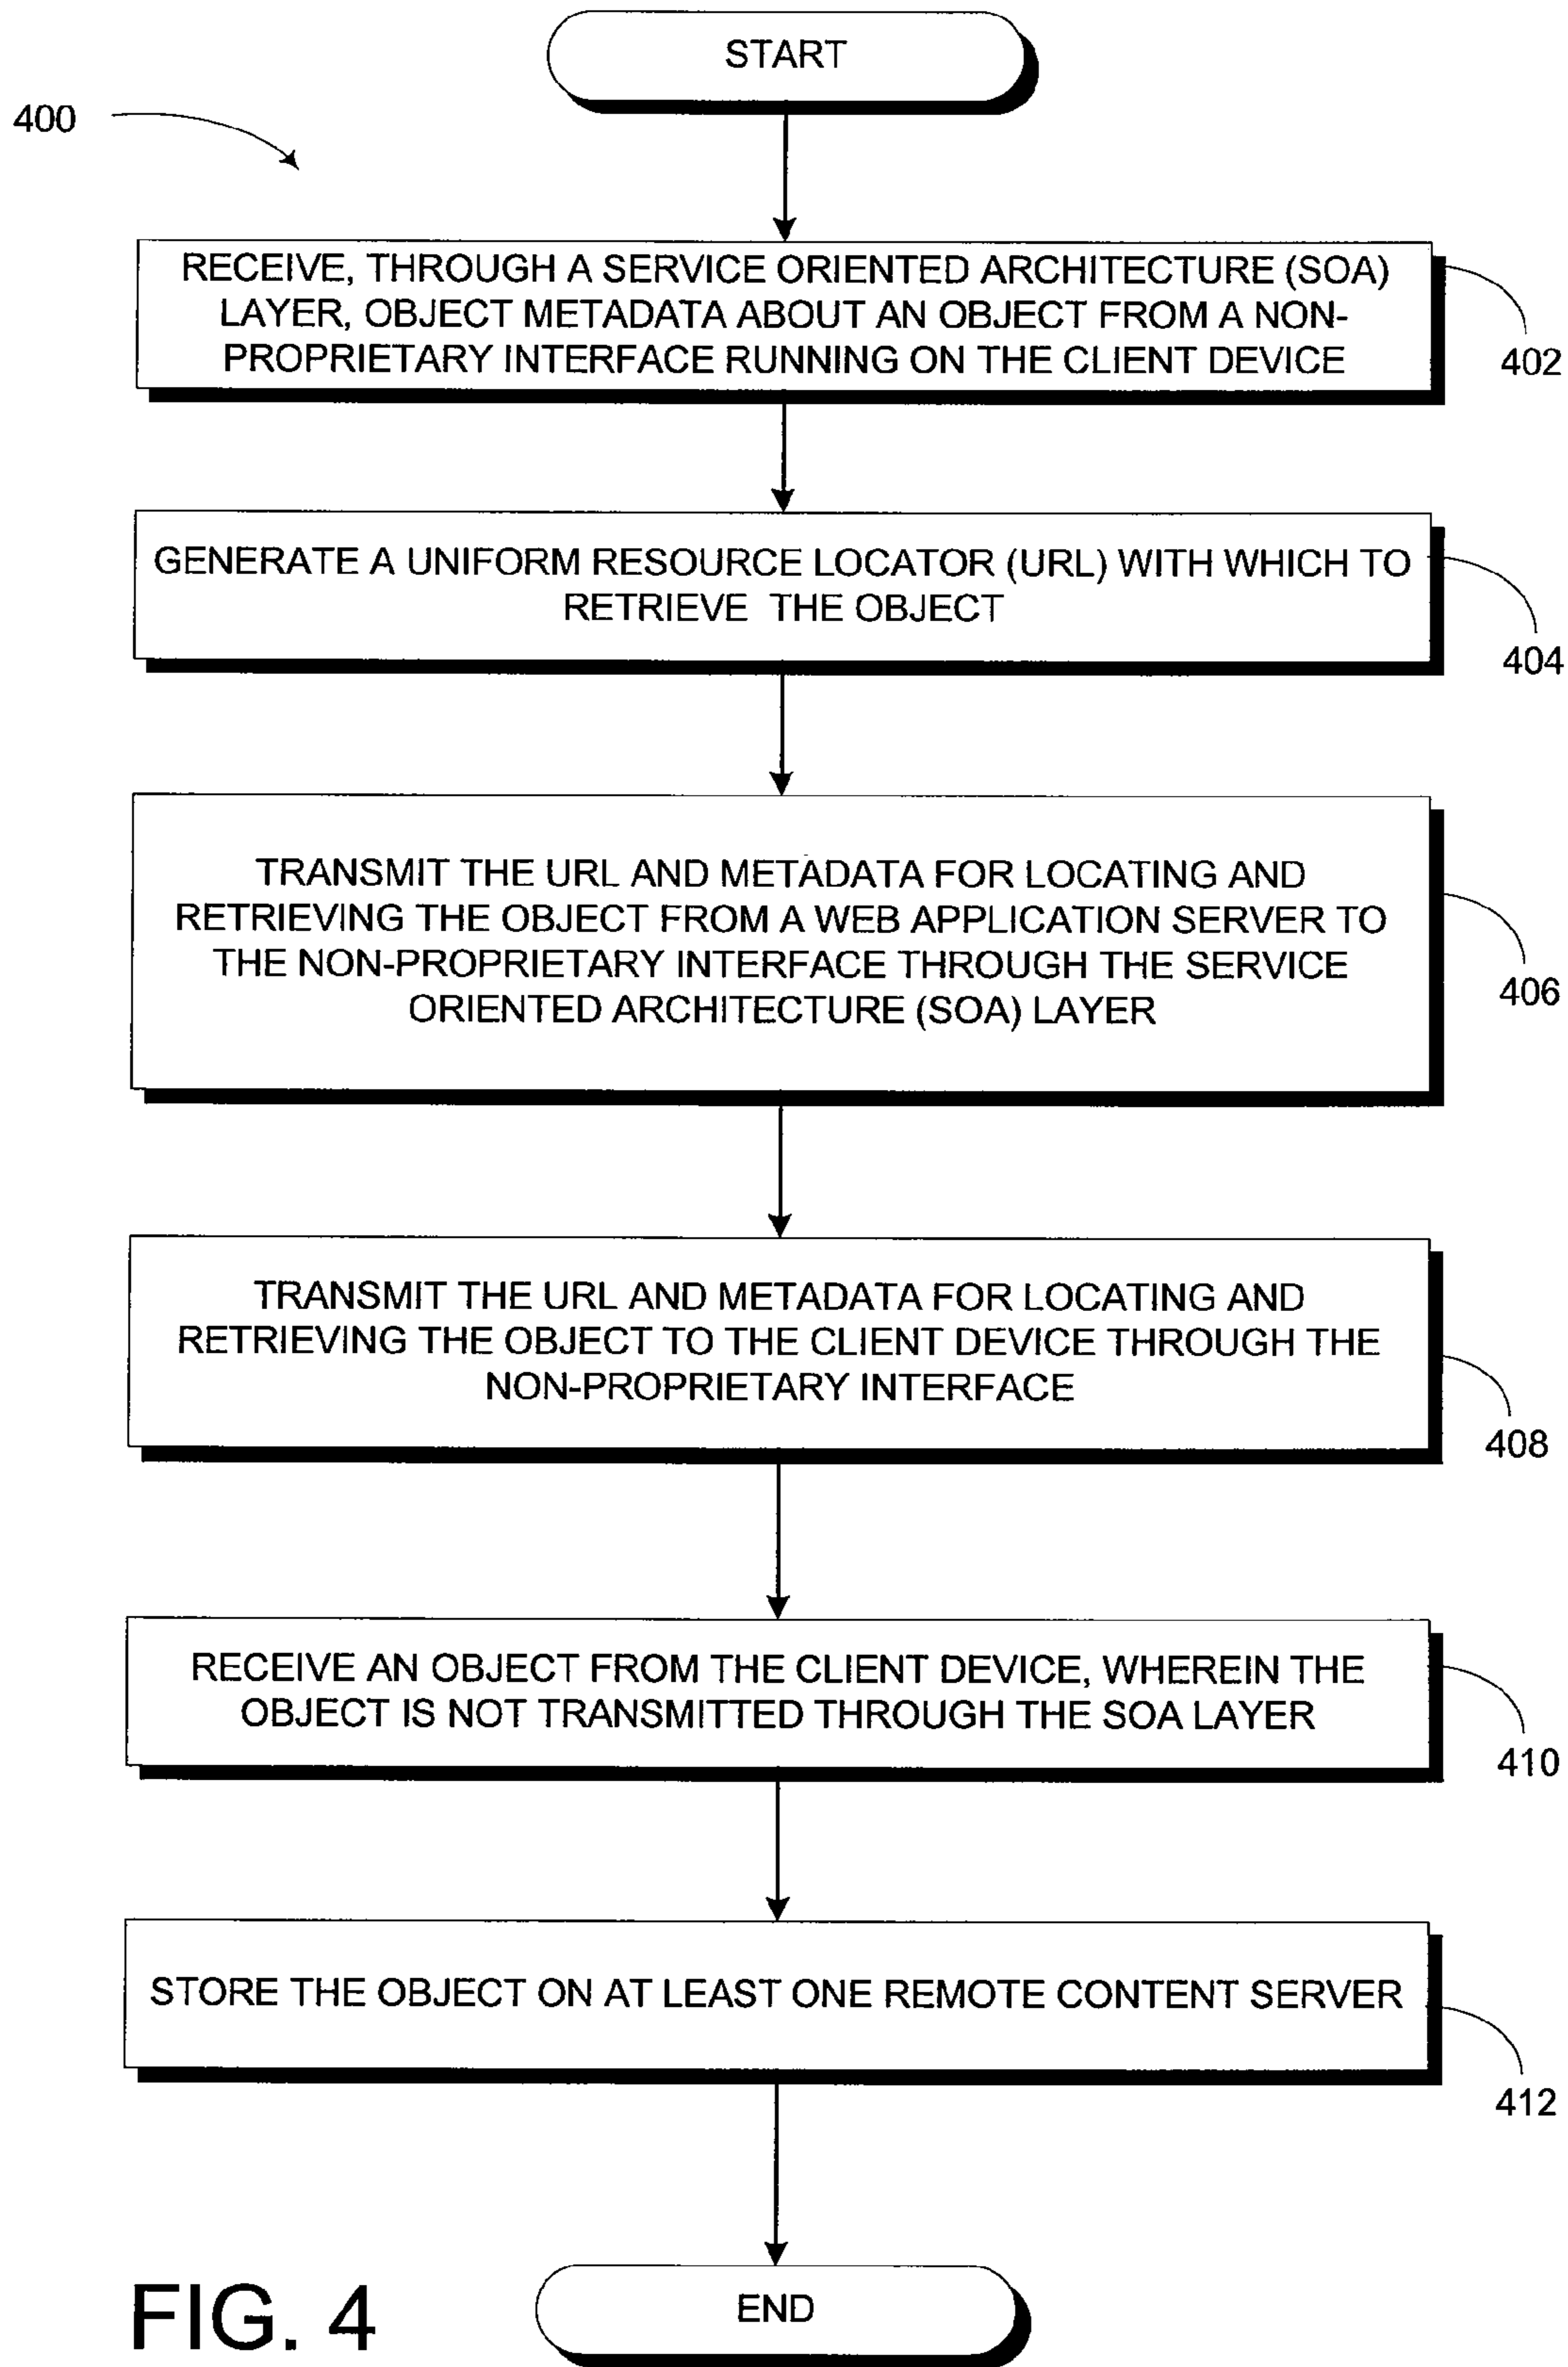 START
400
RECEIVE, THROUGH A SERVICE ORIENTED ARCHITECTURE (SOA)
LAYER, OBJECT METADATA ABOUT AN OBJECT FROM A NON-
PROPRIETARY INTERFACE RUNNING ON THE CLIENT DEVICE
402
GENERATE A UNIFORM RESOURCE LOCATOR (URL) WITH WHICH TO
RETRIEVE THE OBJECT
404
TRANSMIT THE URL AND METADATA FOR LOCATING AND
RETRIEVING THE OBJECT FROM A WEB APPLICATION SERVER TO
THE NON-PROPRIETARY INTERFACE THROUGH THE SERVICE
ORIENTED ARCHITECTURE (SOA) LAYER
406
TRANSMIT THE URL AND METADATA FOR LOCATING AND
RETRIEVING THE OBJECT TO THE CLIENT DEVICE THROUGH THE
NON-PROPRIETARY INTERFACE
408
RECEIVE AN OBJECT FROM THE CLIENT DEVICE, WHEREIN THE
OBJECT IS NOT TRANSMITTED THROUGH THE SOA LAYER
410
STORE THE OBJECT ON AT LEAST ONE REMOTE CONTENT SERVER
412
END
FIG. 4